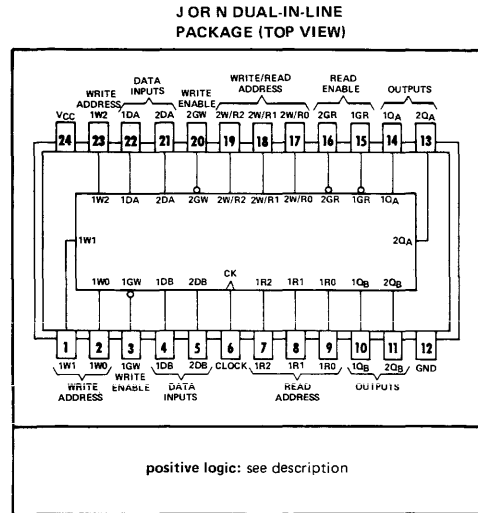 J OR N DUAL-IN-LINE
PACKAGE (TOP VIEW)
DATA
INPUTS
WRITE
ADDRESS
WRITE
ENABLE
WRITE/READ
ADDRESS
READ
ENABLE
OUTPUTS
VCC 1W2 1DA 2DA 2GW 2W/R2 2W/R1 2W/R0 2GR 1GR 1QA 2QA
24 23 22 21 20 19 18 17 16 15 14 13
1W2 1DA 2DA 2GW 2W/R2 2W/R1 2W/R0 2GR 1GR 1QA
1W1 2QA
CK
1W0 1GW 1DB 2DB 1R2 1R1 1R0 1QB 2QB
1 2 3 4 5 6 7 8 9 10 11 12
1W1 1W0 1GW 1DB 2DB CLOCK 1R2 1R1 1R0 1QB 2QB GND
WRITE
ADDRESS
WRITE
ENABLE
DATA
INPUTS
READ
ADDRESS
OUTPUTS
positive logic: see description